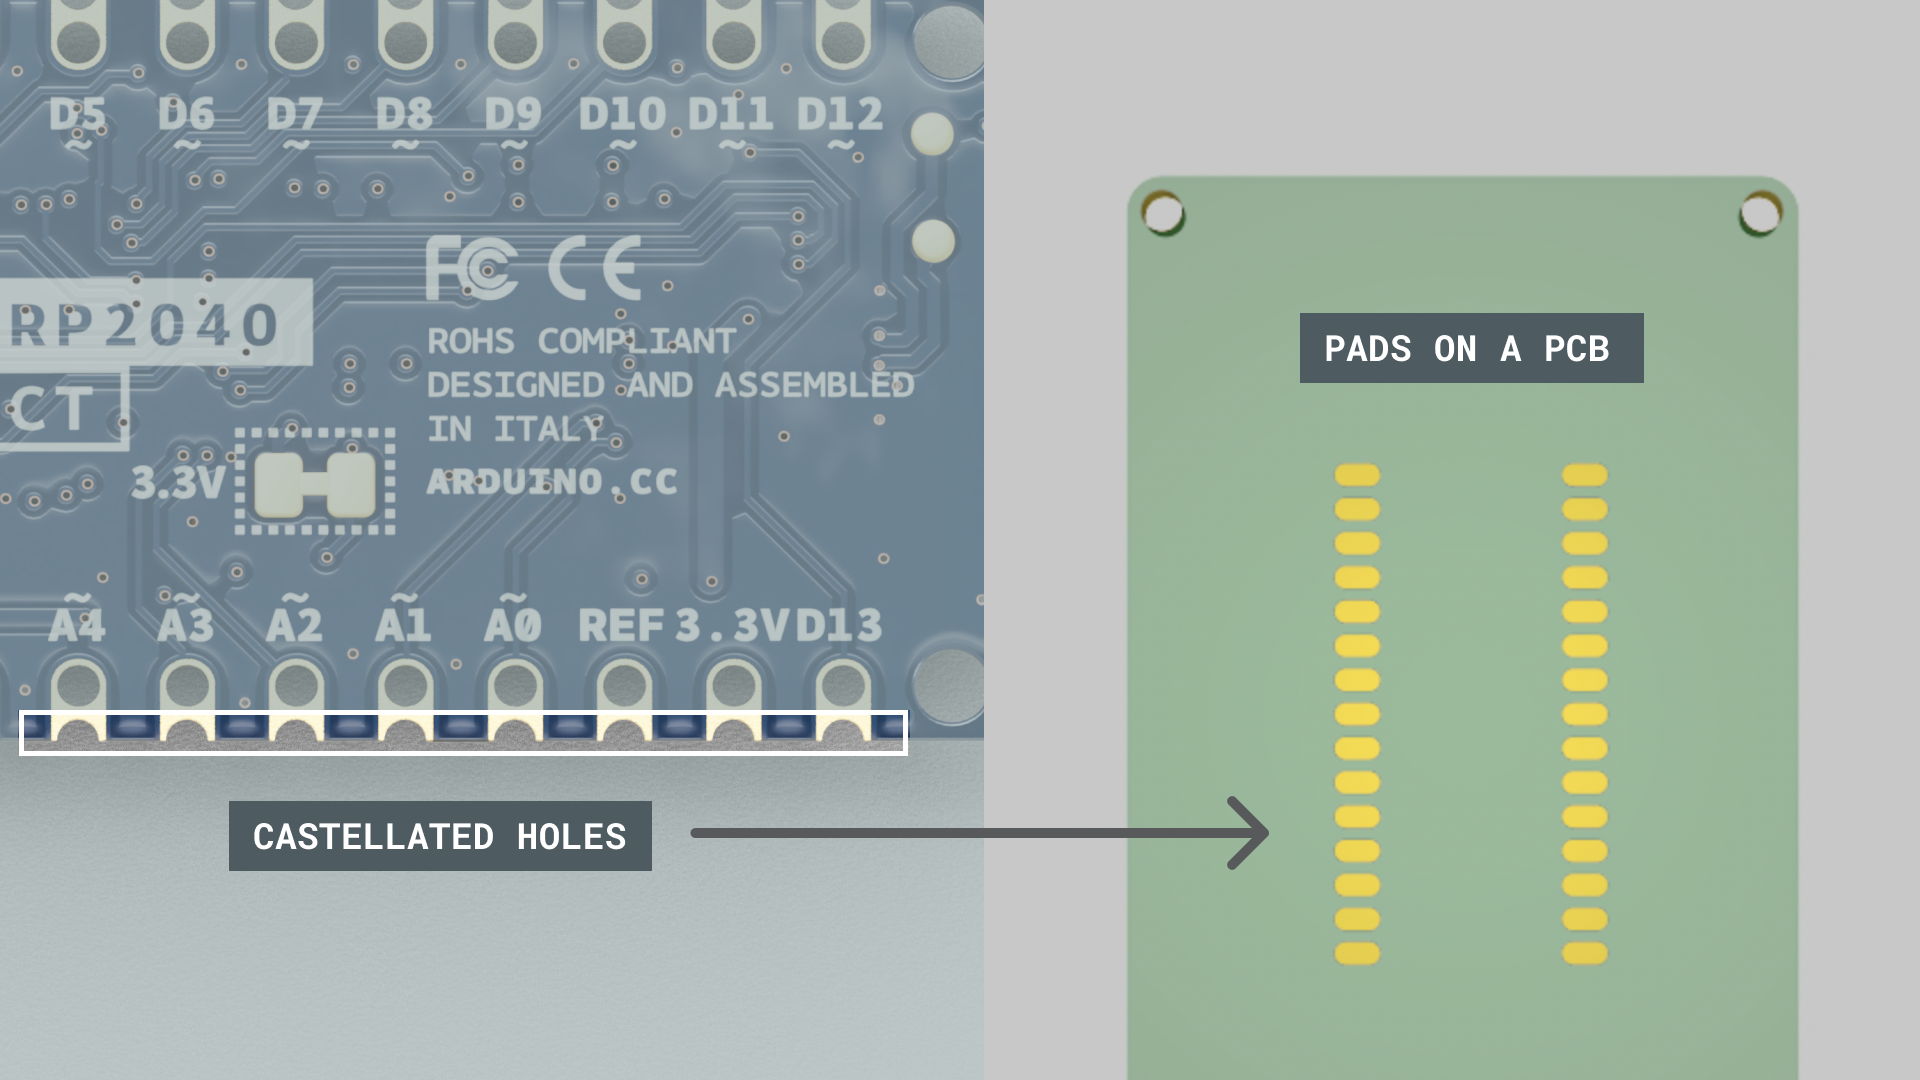 D5 D6 D7 D8 D9 D10 D11 D12
~ ~ ~ ~ ~ ~ ~ ~
FC CE
RP2040
ROHS COMPLIANT
DESIGNED AND ASSEMBLED
IN ITALY
CT
3.3V
ARDUINO.CC
~ ~ ~ ~ ~
A4 A3 A2 A1 A0 REF 3.3V D13
CASTELLATED HOLES
PADS ON A PCB